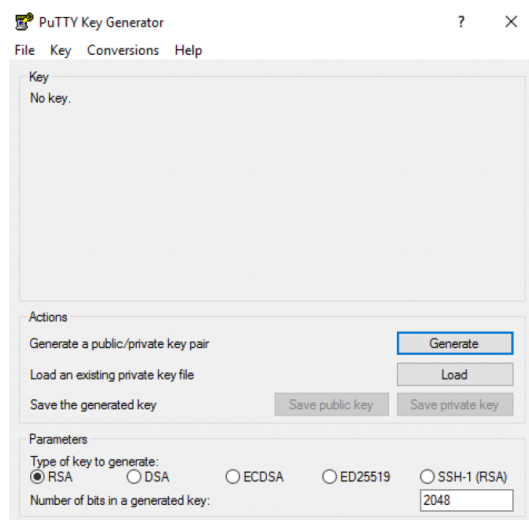 PuTTY Key Generator ? ×
File Key Conversions Help
Key
No key.
Actions
Generate a public/private key pair Generate
Load an existing private key file Load
Save the generated key Save public key Save private key
Parameters
Type of key to generate:
RSA DSA ECDSA ED25519 SSH-1 (RSA)
Number of bits in a generated key: 2048